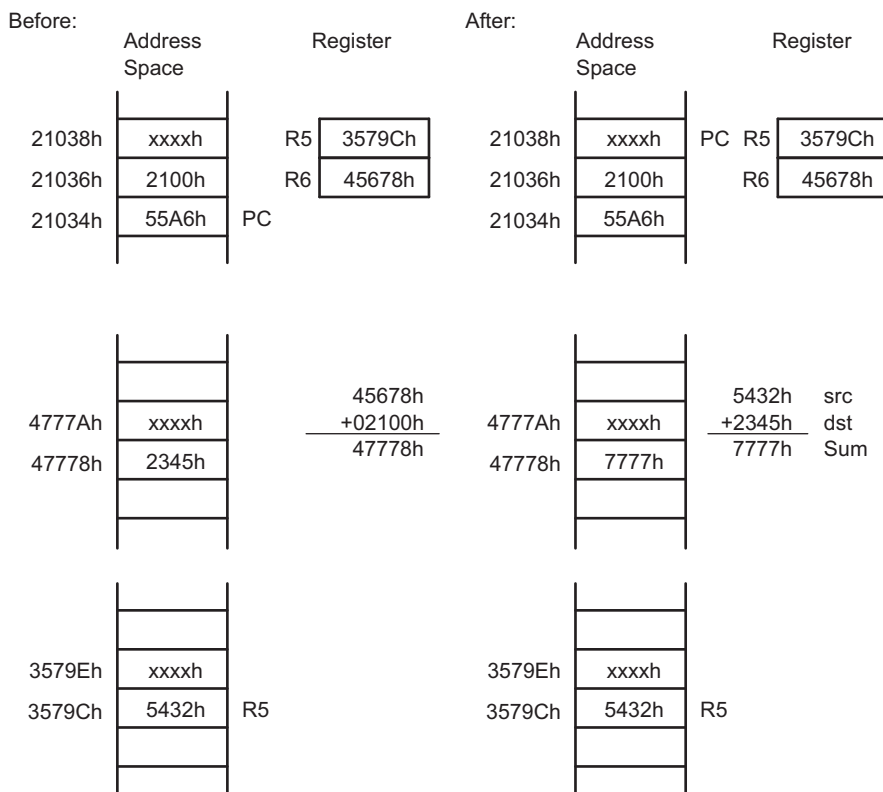 Before:
Address
Space
Register
21038h xxxxh R5 3579Ch
21036h 2100h R6 45678h
21034h 55A6h PC
45678h
4777Ah xxxxh +02100h
47778h 2345h 47778h
3579Eh xxxxh
3579Ch 5432h R5
After:
Address
Space
Register
21038h xxxxh PC R5 3579Ch
21036h 2100h R6 45678h
21034h 55A6h
5432h src
4777Ah xxxxh +2345h dst
47778h 7777h 7777h Sum
3579Eh xxxxh
3579Ch 5432h R5